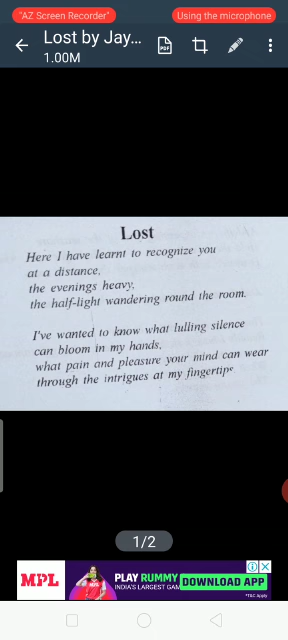 "AZ Screen Recorder"
Using the microphone
Lost by Jay...
1.00M
PDF
Lost
Here I have learnt to recognize you
at a distance,
the evenings heavy,
the half-light wandering round the room.
I've wanted to know what lulling silence
can bloom in my hands,
what pain and pleasure your mind can wear
through the intrigues at my fingertips
1/2
MPL
PLAY RUMMY
INDIA'S LARGEST GAM
DOWNLOAD APP
*T&C Apply